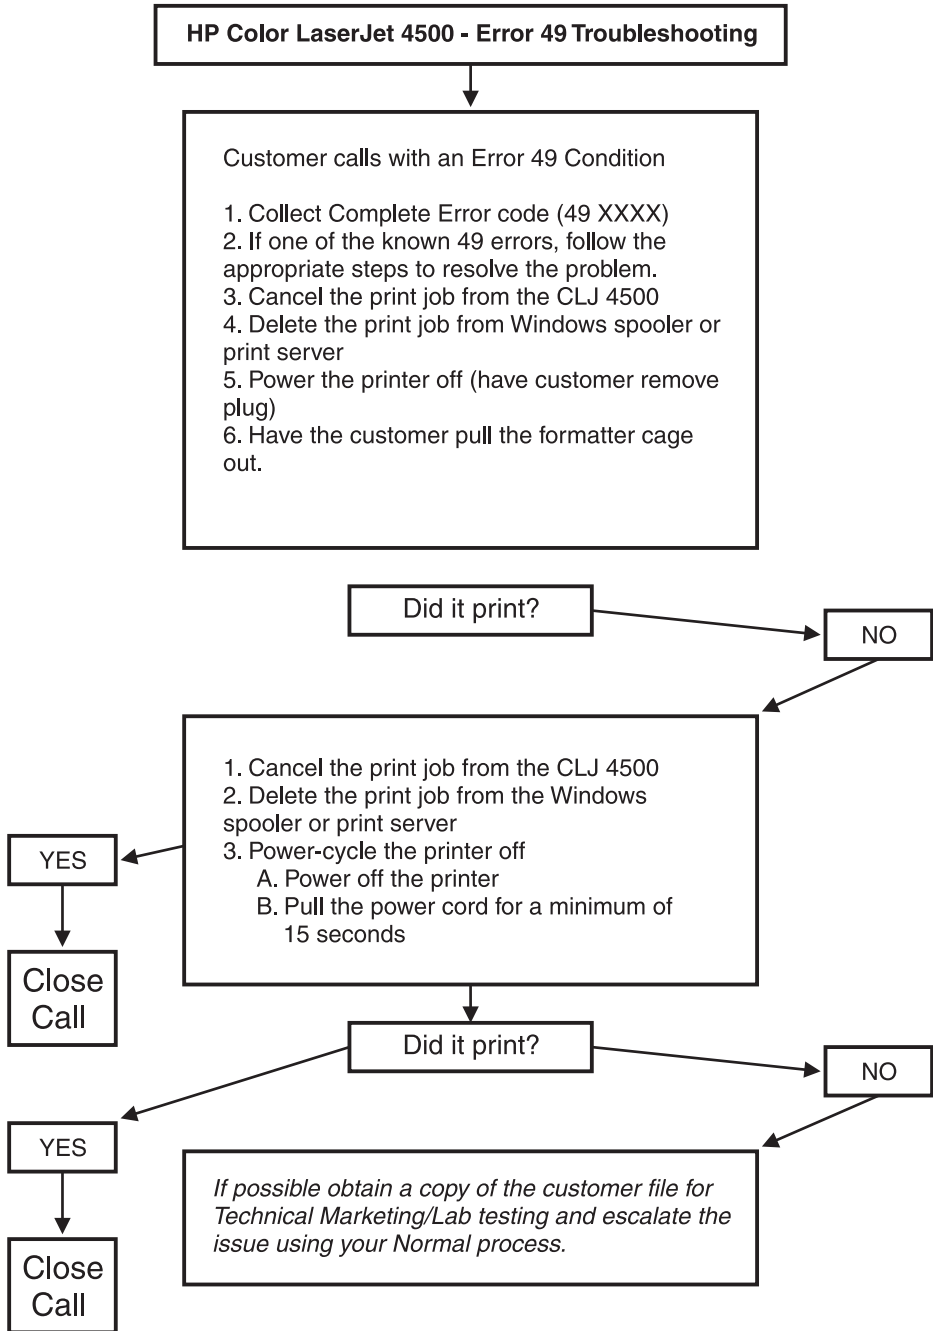 HP Color LaserJet 4500 - Error 49 Troubleshooting
Customer calls with an Error 49 Condition
1. Collect Complete Error code (49 XXXX)
2. If one of the known 49 errors, follow the
appropriate steps to resolve the problem.
3. Cancel the print job from the CLJ 4500
4. Delete the print job from Windows spooler or
print server
5. Power the printer off (have customer remove
plug)
6. Have the customer pull the formatter cage
out.
Did it print?
NO
1. Cancel the print job from the CLJ 4500
2. Delete the print job from the Windows
spooler or print server
3. Power-cycle the printer off
A. Power off the printer
B. Pull the power cord for a minimum of
15 seconds
YES
Close
Call
Did it print?
NO
YES
If possible obtain a copy of the customer file for
Technical Marketing/Lab testing and escalate the
issue using your Normal process.
Close
Call